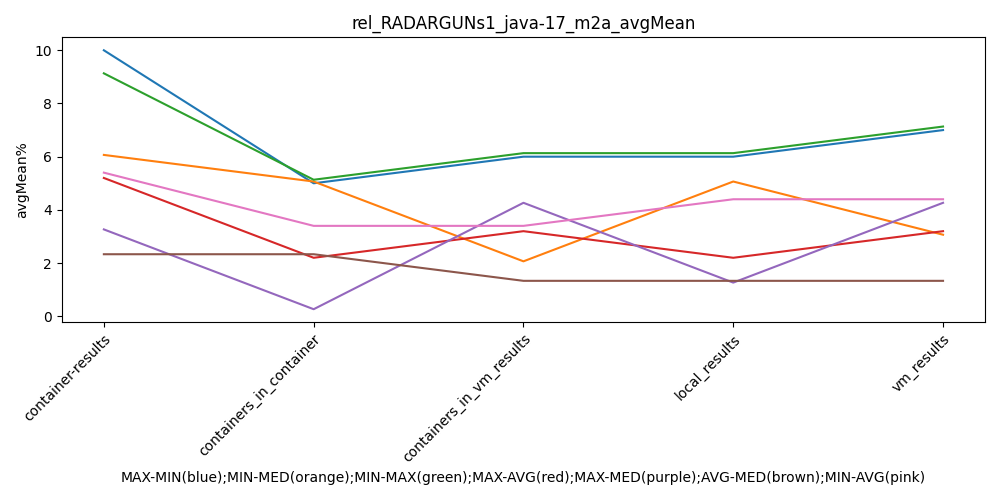 rel_RADARGUNs1_java-17_m2a_avgMean
avgMean%
10
8
6
4
2
0
container-results
containers_in_container
containers_in_vm_results
local_results
vm_results
MAX-MIN(blue);MIN-MED(orange);MIN-MAX(green);MAX-AVG(red);MAX-MED(purple);AVG-MED(brown);MIN-AVG(pink)